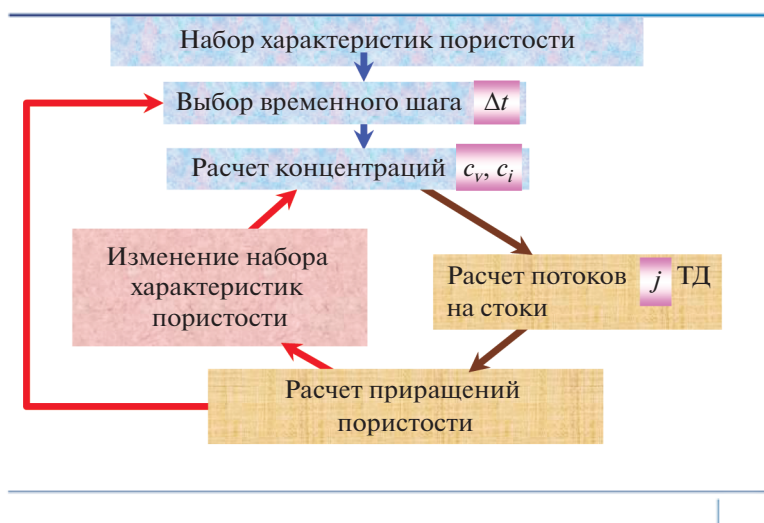 Набор характеристик пористости
Выбор временного шага Δt
Расчет концентраций c_v, c_i
Изменение набора
характеристик
пористости
Расчет потоков j ТД
на стоки
Расчет приращений
пористости